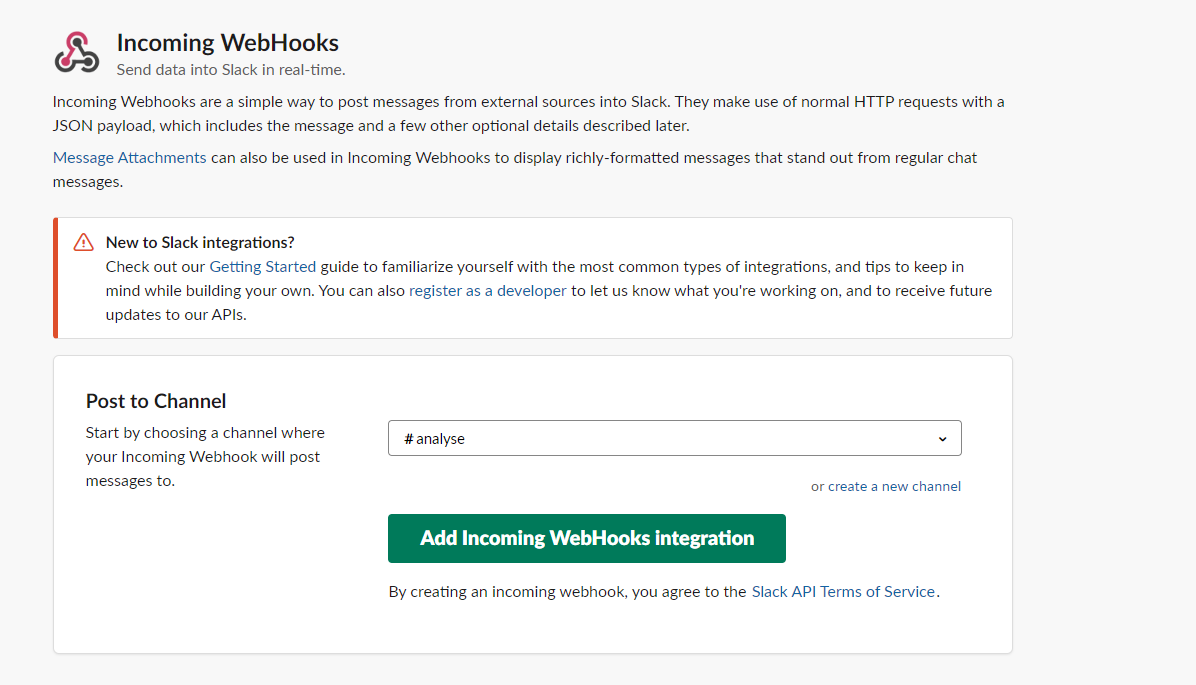 Incoming WebHooks
Send data into Slack in real-time.
Incoming Webhooks are a simple way to post messages from external sources into Slack. They make use of normal HTTP requests with a
JSON payload, which includes the message and a few other optional details described later.
Message Attachments can also be used in Incoming Webhooks to display richly-formatted messages that stand out from regular chat
messages.
New to Slack integrations?
Check out our Getting Started guide to familiarize yourself with the most common types of integrations, and tips to keep in
mind while building your own. You can also register as a developer to let us know what you're working on, and to receive future
updates to our APIs.
Post to Channel
Start by choosing a channel where
your Incoming Webhook will post
messages to.
# analyse
or create a new channel
Add Incoming WebHooks integration
By creating an incoming webhook, you agree to the Slack API Terms of Service.